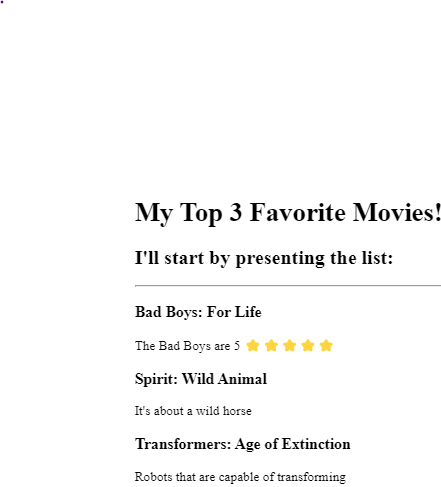 My Top 3 Favorite Movies!
I'll start by presenting the list:
Bad Boys: For Life
The Bad Boys are 5 ⭐⭐⭐⭐⭐
Spirit: Wild Animal
It's about a wild horse
Transformers: Age of Extinction
Robots that are capable of transforming